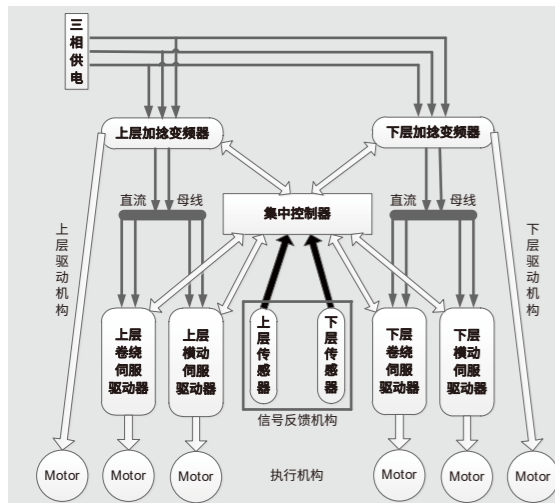 三
相
供
电
上层加捻变频器
下层加捻变频器
直流
母线
直流
母线
集中控制器
上
层
驱
动
机
构
下
层
驱
动
机
构
上层
卷绕
伺服
驱动器
上层
横动
伺服
驱动器
上
层
传
感
器
下
层
传
感
器
下层
卷绕
伺服
驱动器
下层
横动
伺服
驱动器
信号反馈机构
Motor
Motor
Motor
执行机构
Motor
Motor
Motor